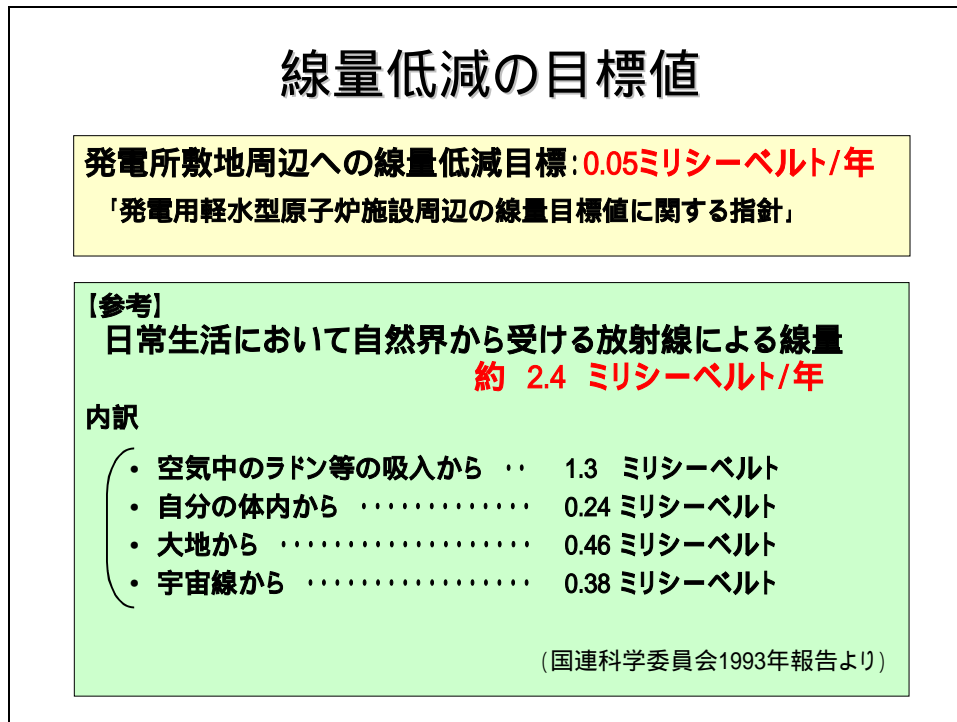 線量低減の目標値
発電所敷地周辺への線量低減目標:0.05ミリシーベルト/年
「発電用軽水型原子炉施設周辺の線量目標値に関する指針」
【参考】
日常生活において自然界から受ける放射線による線量
約 2.4 ミリシーベルト/年
内訳
・ 空気中のラドン等の吸入から ‥ 1.3 ミリシーベルト
・ 自分の体内から ‥‥‥‥‥‥‥ 0.24 ミリシーベルト
・ 大地から ‥‥‥‥‥‥‥‥‥‥ 0.46 ミリシーベルト
・ 宇宙線から ‥‥‥‥‥‥‥‥‥ 0.38 ミリシーベルト
(国連科学委員会1993年報告より)